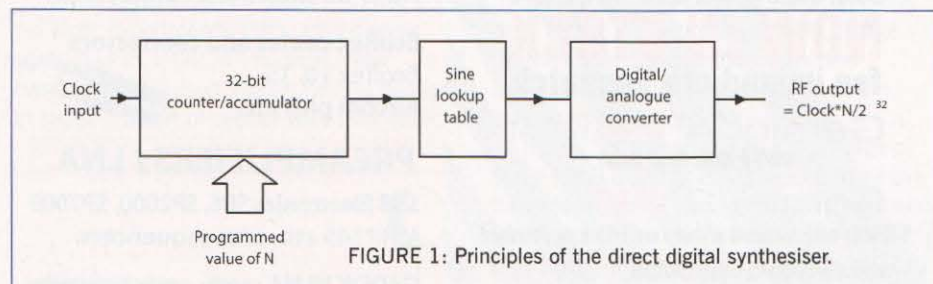 Clock
input
32-bit
counter/accumulator
Sine
lookup
table
Digital/
analogue
converter
RF output
= Clock*N/2 32
Programmed
value of N
FIGURE 1: Principles of the direct digital synthesiser.